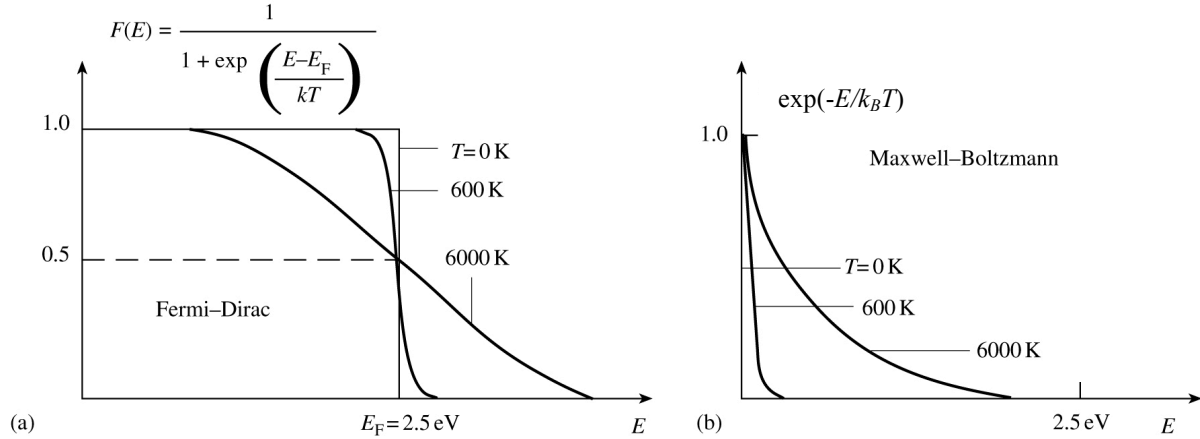 F(E) = 1
1 + exp (E–E_F
kT)
exp(-E/k_BT)
1.0
T= 0 K
600 K
0.5
6000 K
Fermi–Dirac
(a)
E_F = 2.5 eV
E
1.0
Maxwell–Boltzmann
T= 0 K
600 K
6000 K
(b)
2.5 eV
E